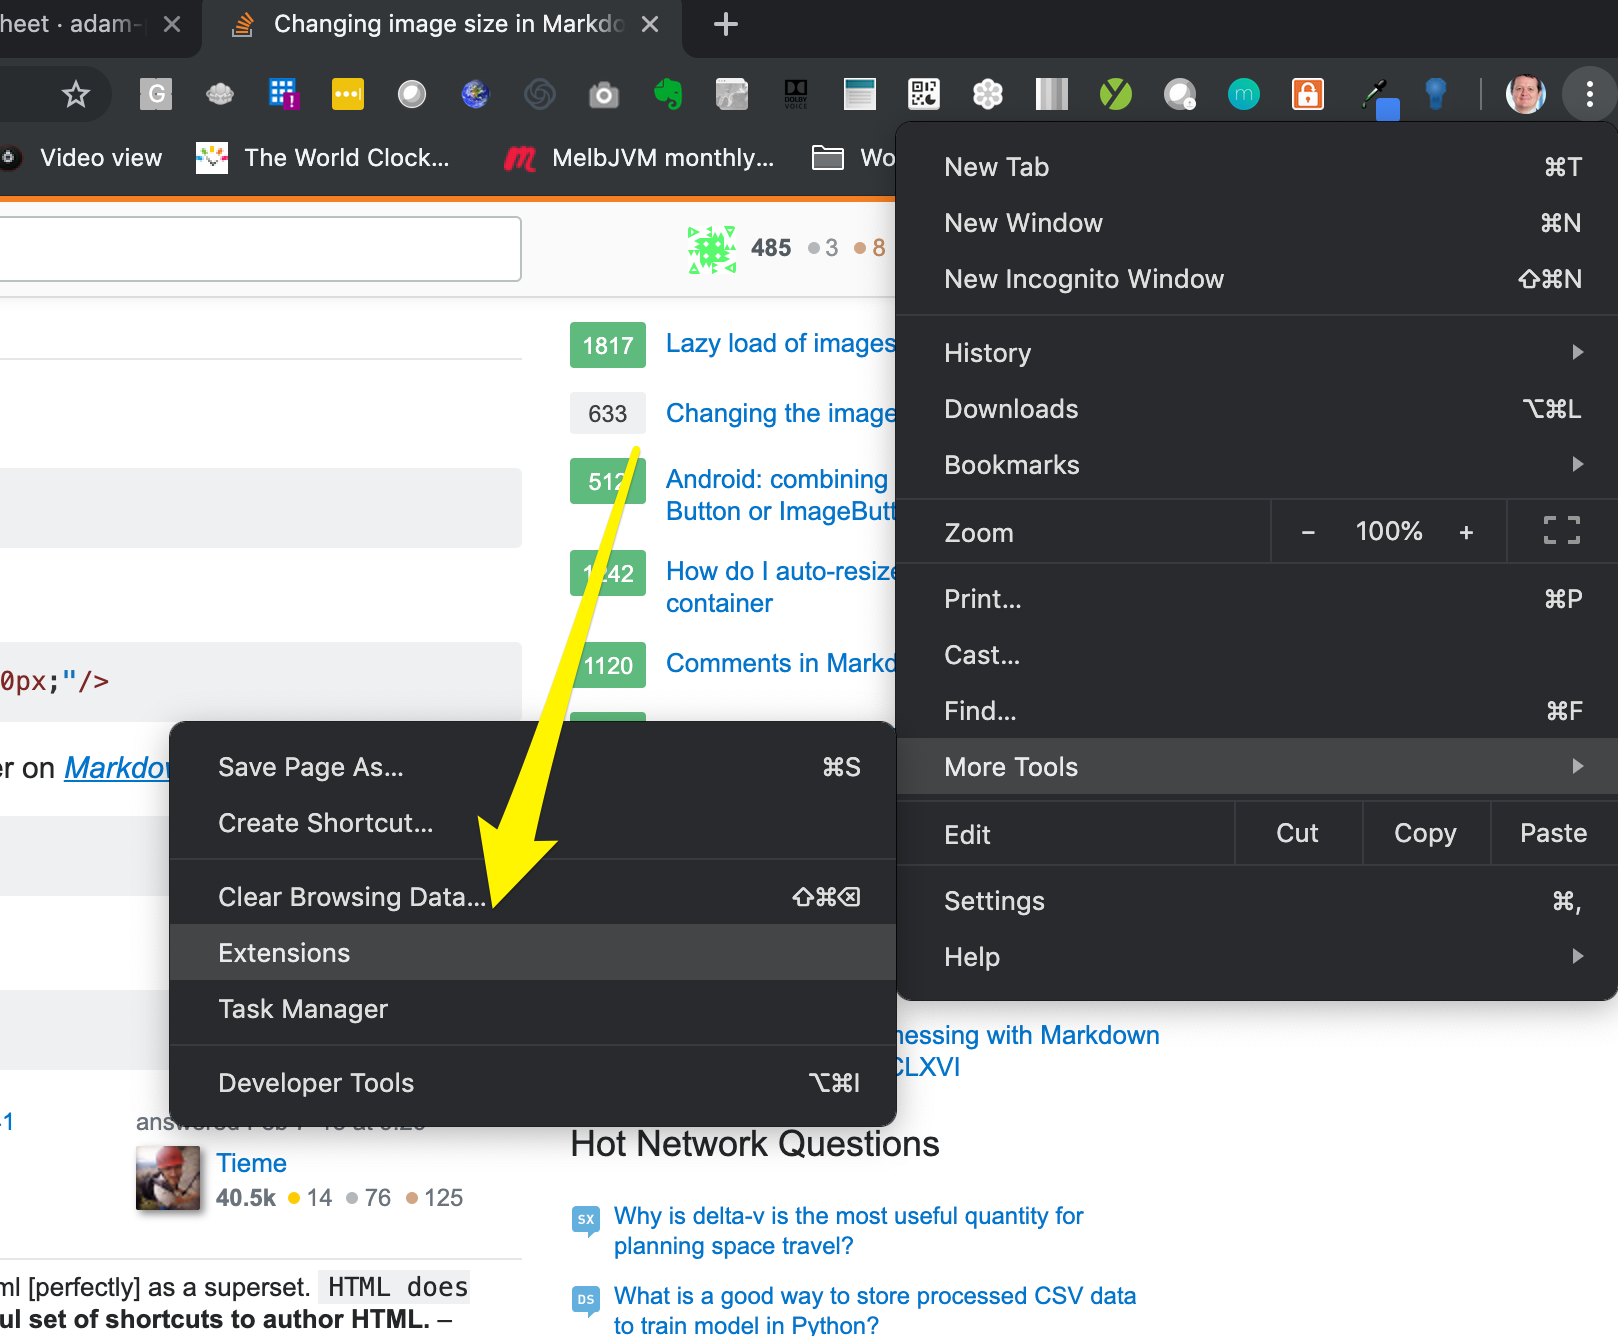 heet · adam-
Changing image size in Markdo
G
DOLBY
VOICE
m
Video view
The World Clock...
m
MelbJVM monthly...
Wo
485 3 8
1817 Lazy load of images
633 Changing the image
512 Android: combining
Button or ImageButt
1242 How do I auto-resize
container
1120 Comments in Markd
0px;"/>
er on Markdow
New Tab ⌘T
New Window ⌘N
New Incognito Window ⇧⌘N
History
Downloads ⌥⌘L
Bookmarks
Zoom – 100% +
Print... ⌘P
Cast...
Find... ⌘F
More Tools
Edit Cut Copy Paste
Settings ⌘,
Help
Save Page As... ⌘S
Create Shortcut...
Clear Browsing Data... ⇧⌘⌫
Extensions
Task Manager
Developer Tools ⌥⌘I
nessing with Markdown
CLXVI
1
Tieme
40.5k 14 76 125
Hot Network Questions
SX Why is delta-v is the most useful quantity for
planning space travel?
DS What is a good way to store processed CSV data
to train model in Python?
ml [perfectly] as a superset. HTML does
ul set of shortcuts to author HTML. –